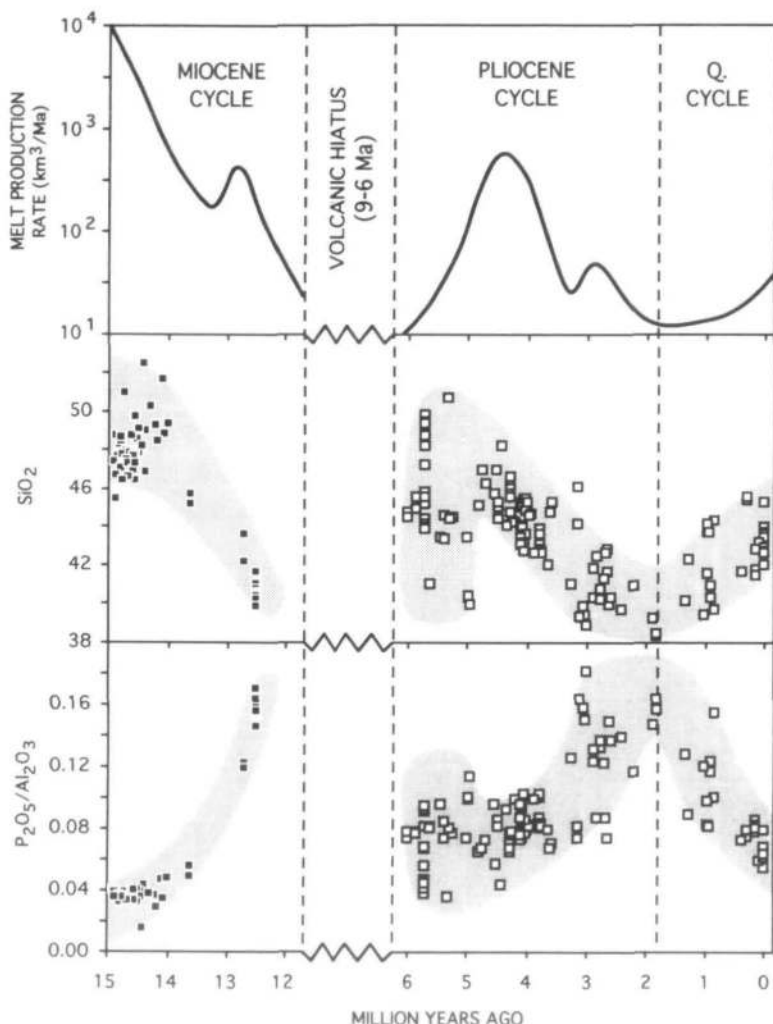 10⁴
10³
10²
10¹
MELT PRODUCTION
RATE (km³/Ma)
MIOCENE
CYCLE
VOLCANIC HIATUS
(9-6 Ma)
PLIOCENE
CYCLE
Q.
CYCLE
50
46
42
38
SiO₂
0.16
0.12
0.08
0.04
0.00
P₂O₅/Al₂O₃
15 14 13 12 6 5 4 3 2 1 0
MILLION YEARS AGO